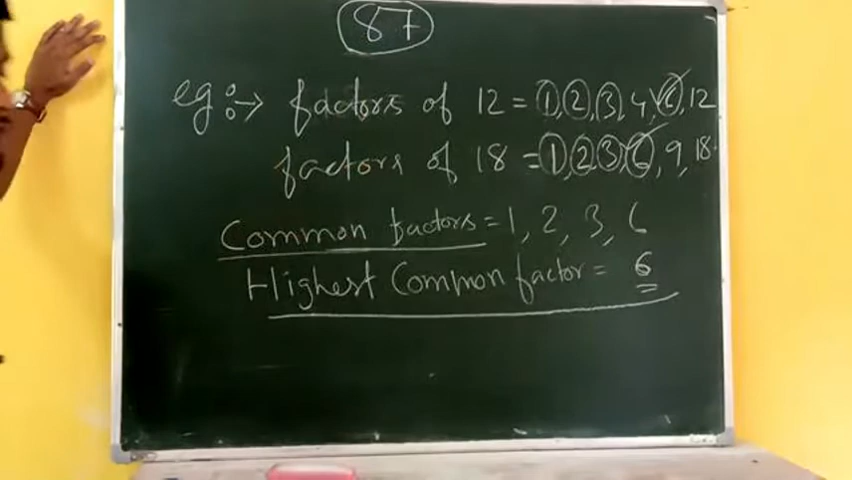 87
eg:→ factors of 12 = 1, 2, 3, 4, 6, 12
factors of 18 = 1, 2, 3, 6, 9, 18
Common factors = 1, 2, 3, 6
Highest Common factor = 6